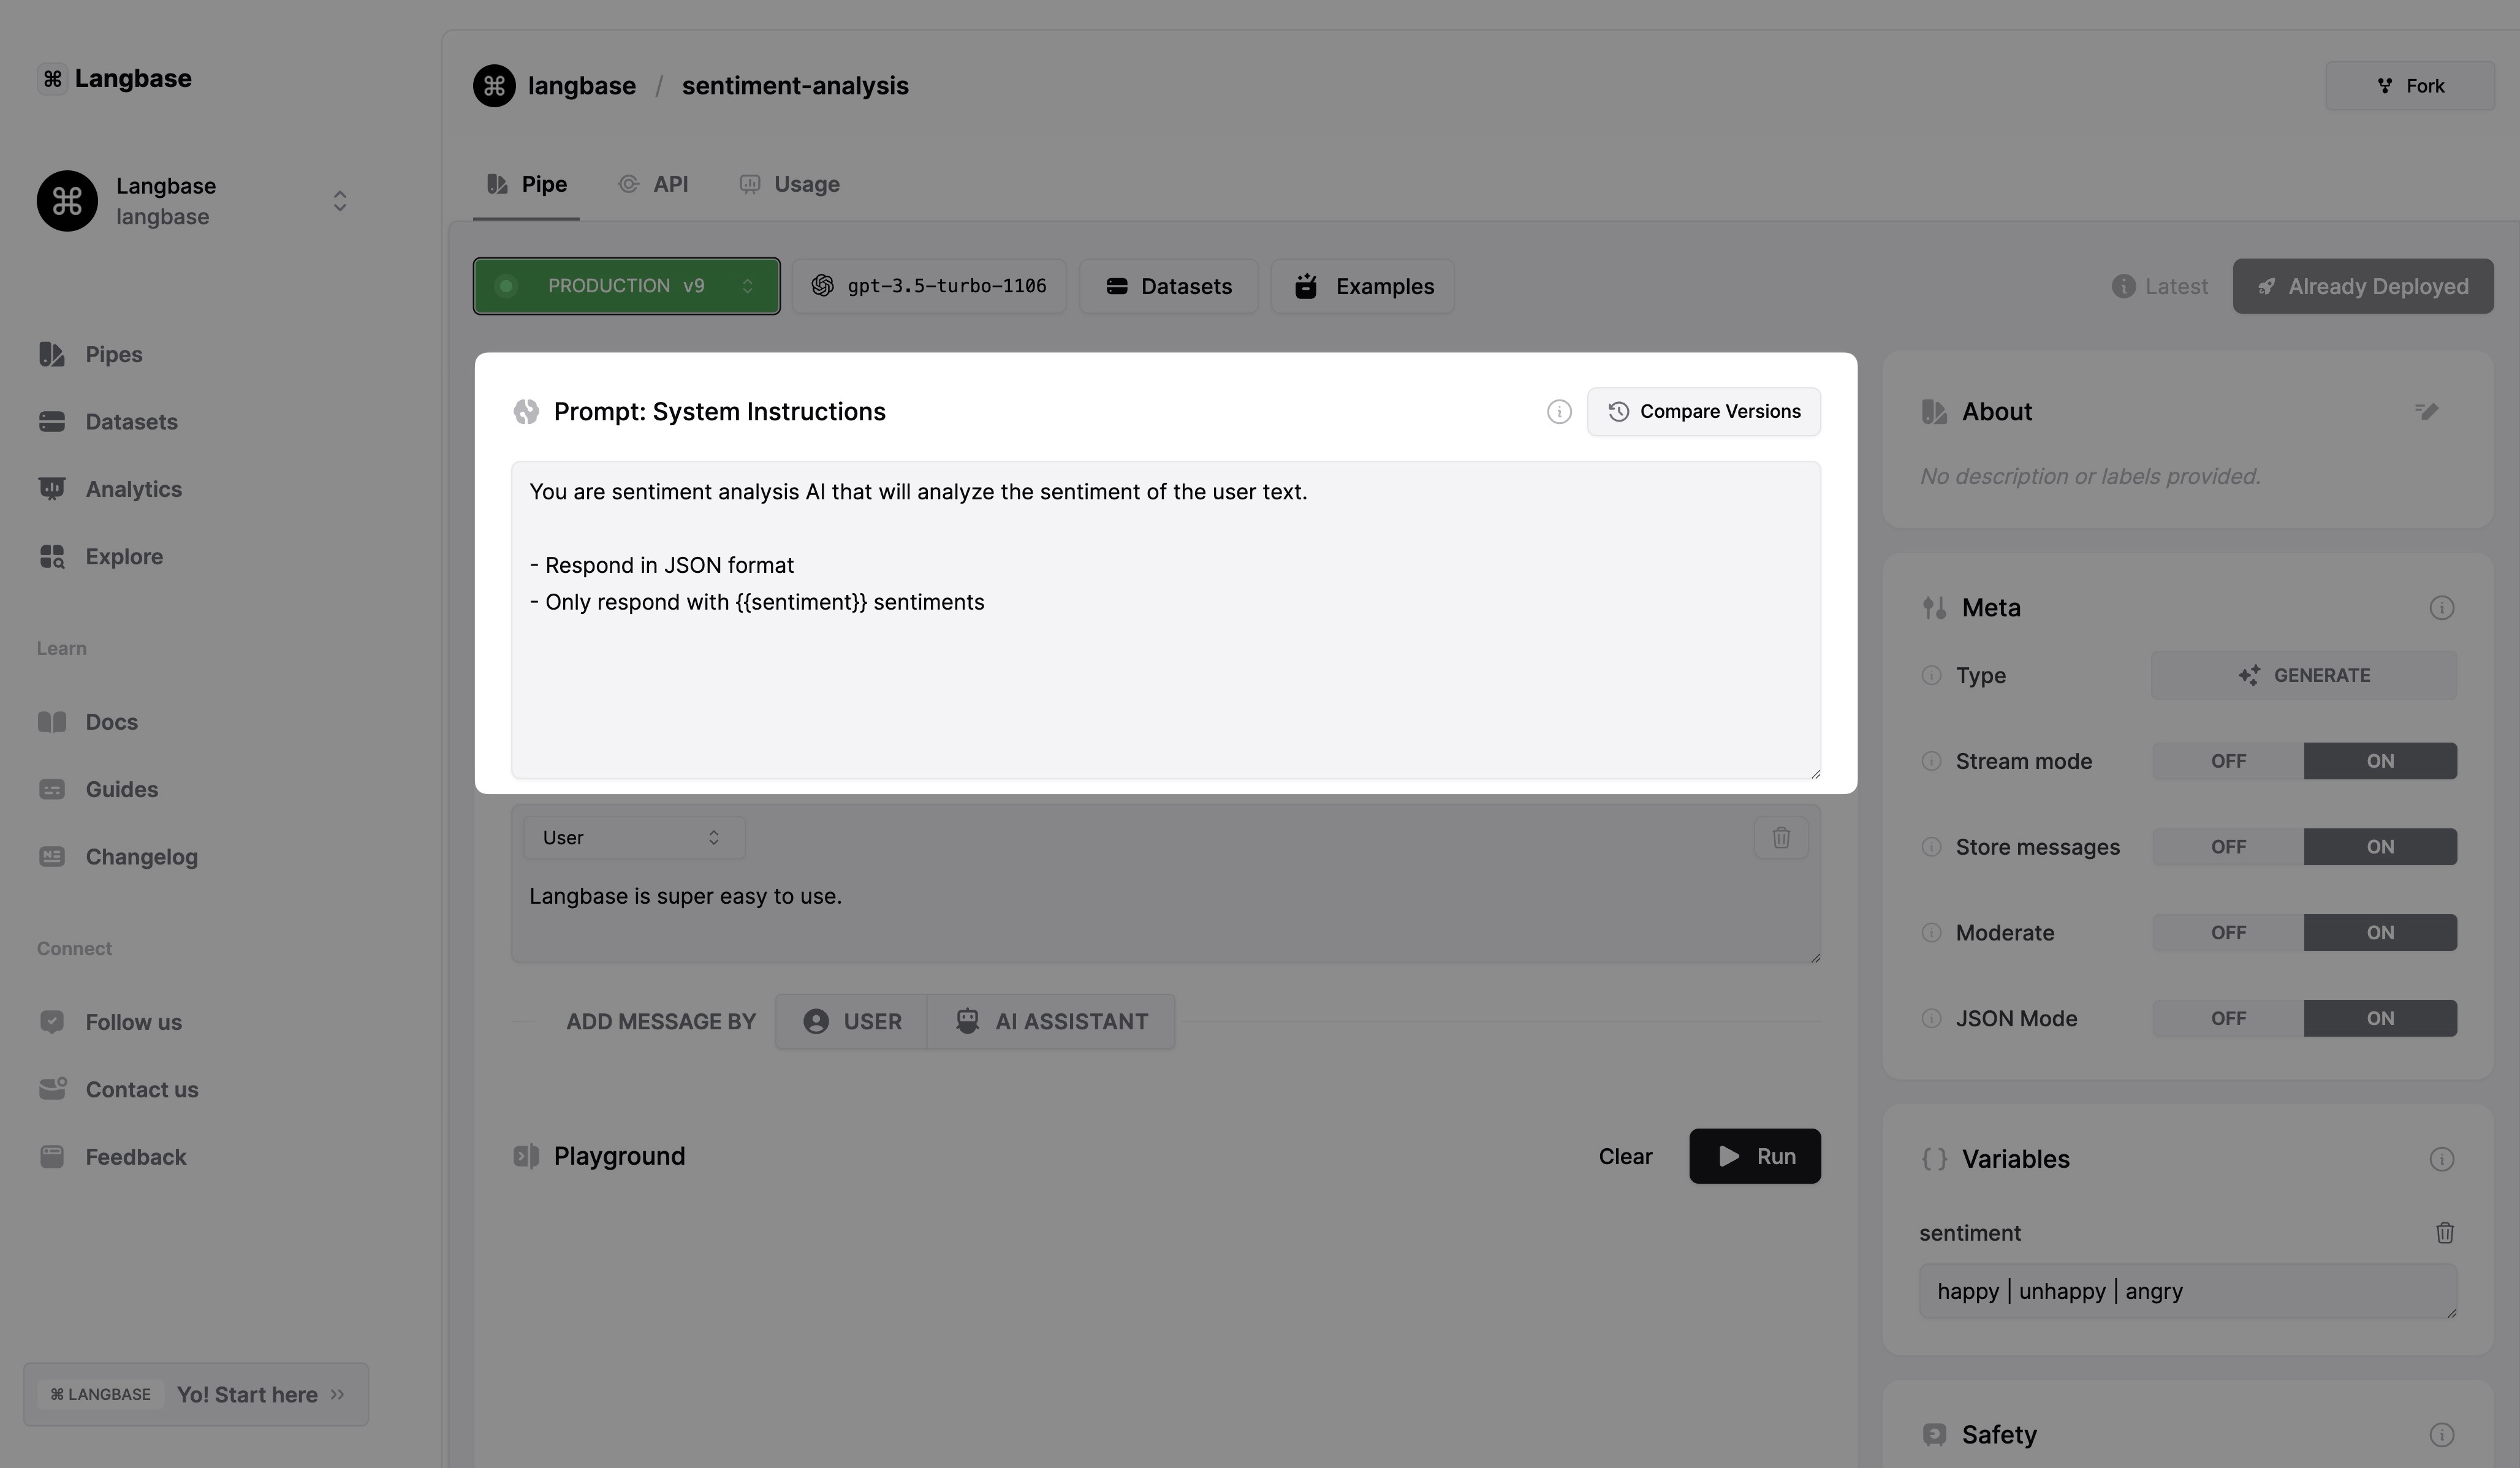 Langbase
Langbase
langbase
Pipes
Datasets
Analytics
Explore
Learn
Docs
Guides
Changelog
Connect
Follow us
Contact us
Feedback
LANGBASE Yo! Start here
langbase / sentiment-analysis
Fork
Pipe API Usage
PRODUCTION v9 gpt-3.5-turbo-1106 Datasets Examples
Latest Already Deployed
Prompt: System Instructions
Compare Versions
You are sentiment analysis AI that will analyze the sentiment of the user text.
- Respond in JSON format
- Only respond with {{sentiment}} sentiments
User
Langbase is super easy to use.
ADD MESSAGE BY USER AI ASSISTANT
Playground
Clear Run
About
No description or labels provided.
Meta
Type GENERATE
Stream mode OFF ON
Store messages OFF ON
Moderate OFF ON
JSON Mode OFF ON
{ } Variables
sentiment
happy | unhappy | angry
Safety